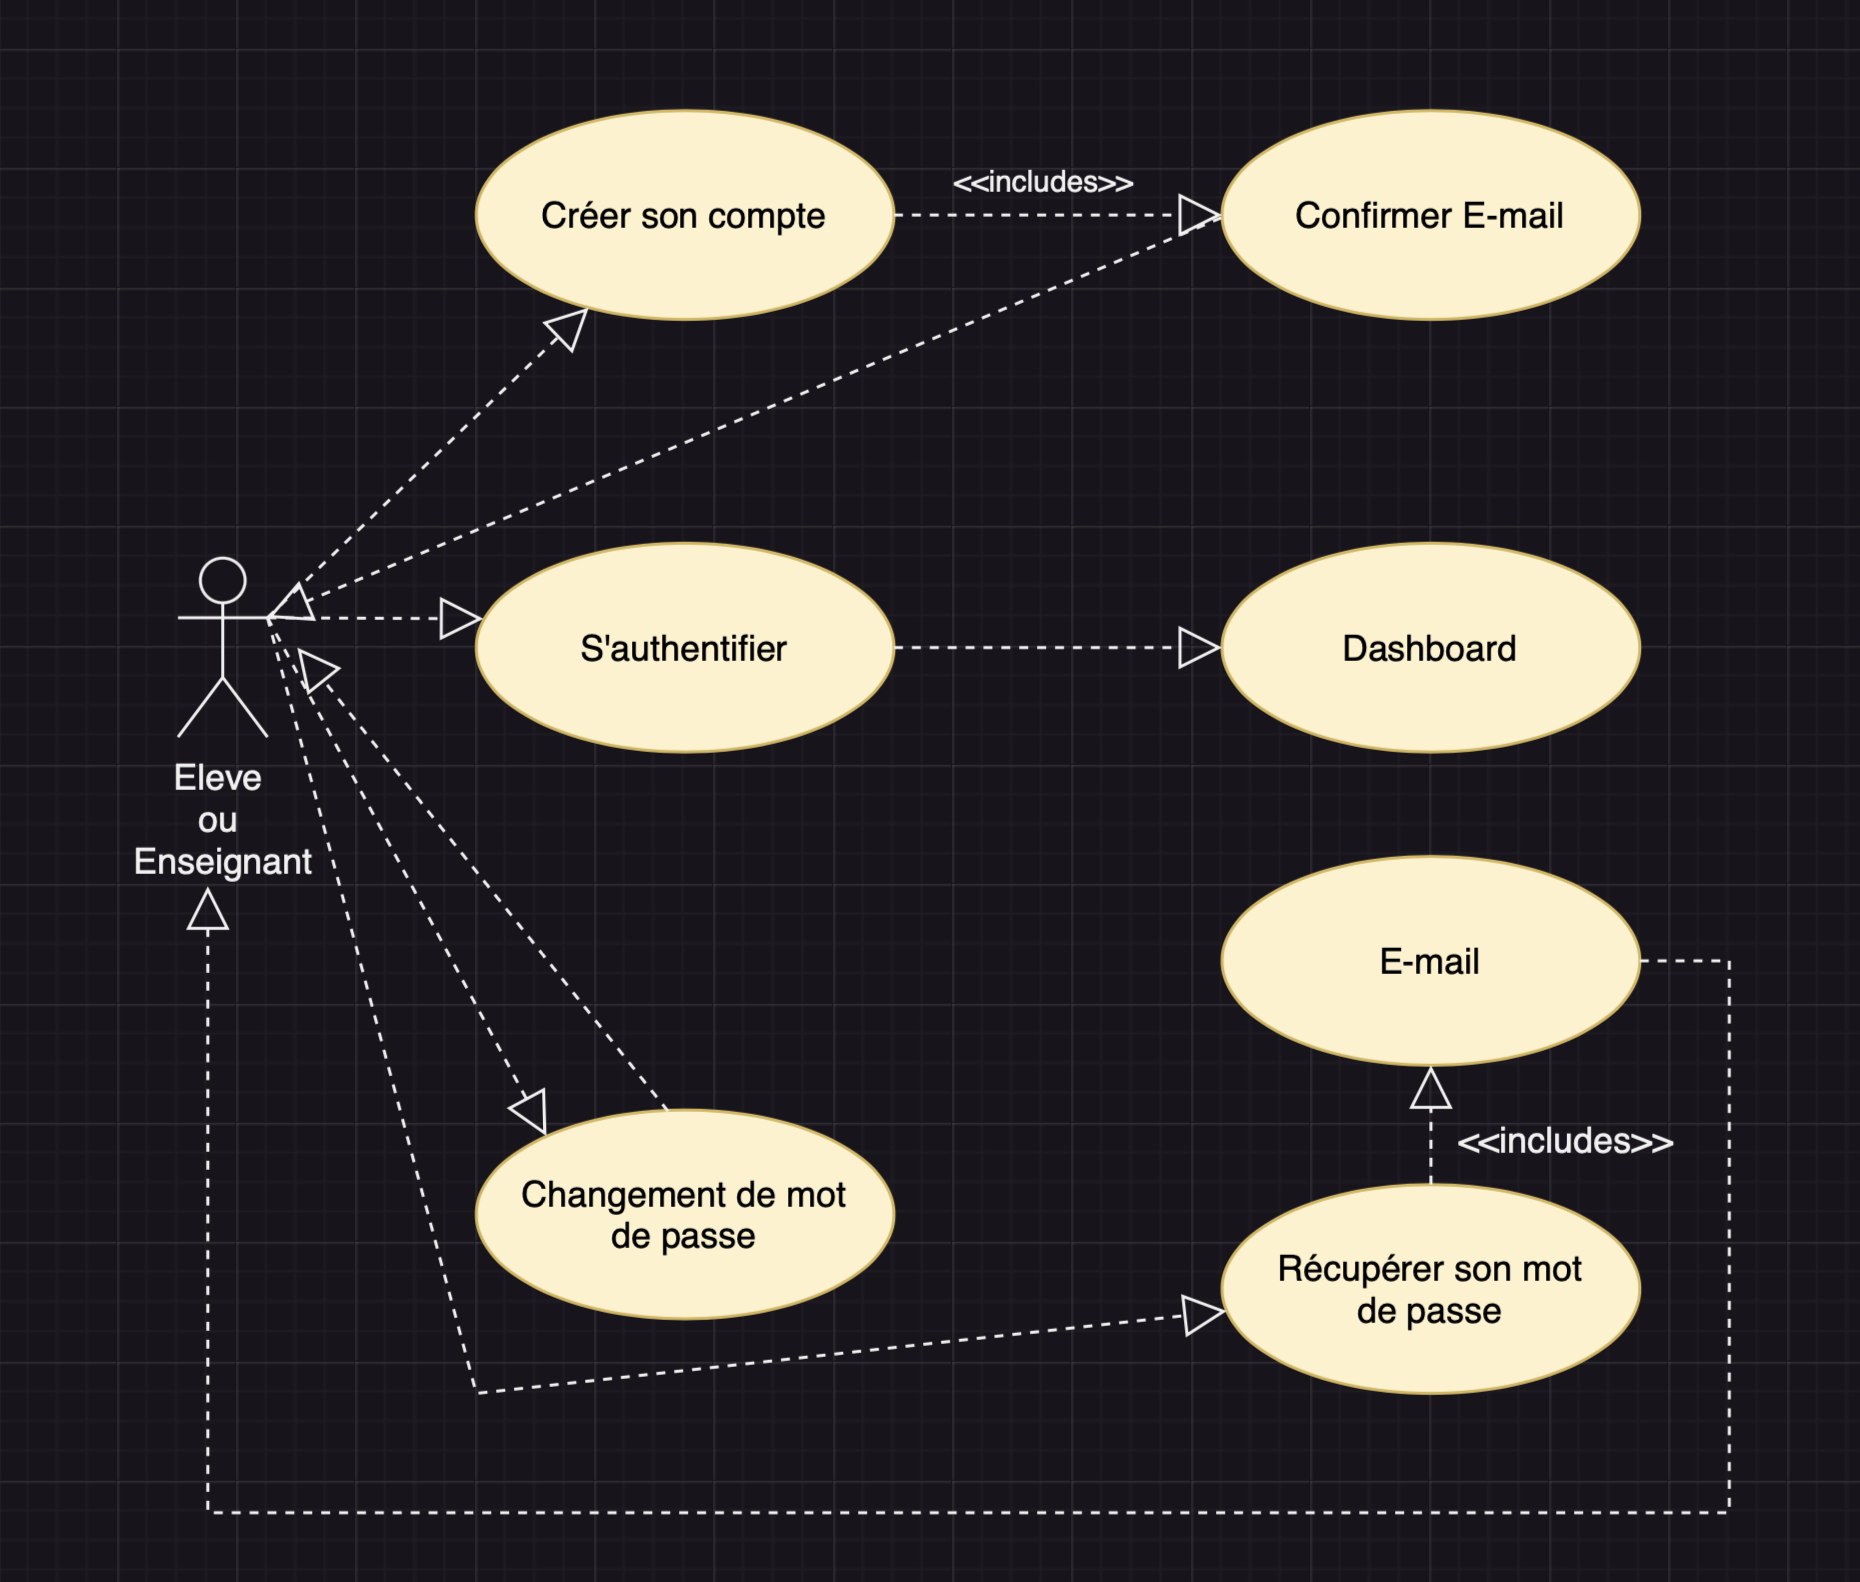 Créer son compte
<<includes>>
Confirmer E-mail
S'authentifier
Dashboard
Eleve
ou
Enseignant
E-mail
<<includes>>
Changement de mot
de passe
Récupérer son mot
de passe